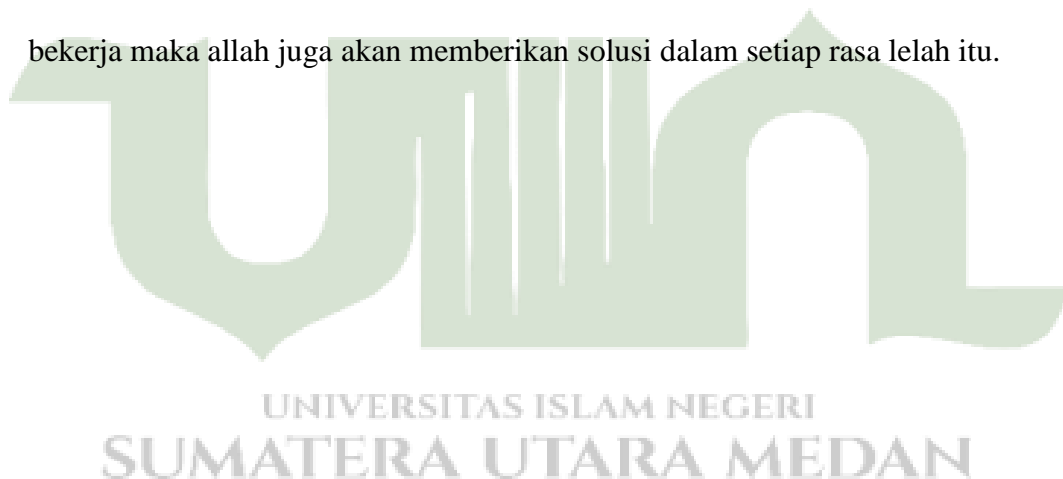 bekerja maka allah juga akan memberikan solusi dalam setiap rasa lelah itu.
UNIVERSITAS ISLAM NEGERI
SUMATERA UTARA MEDAN